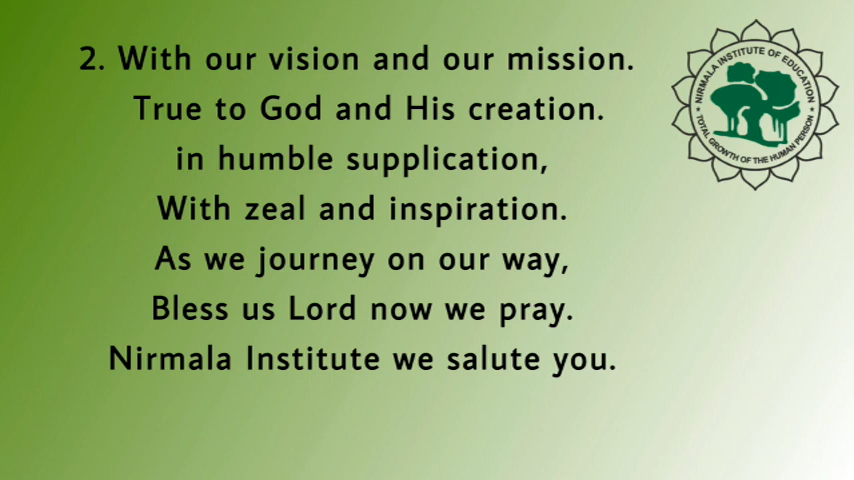 2. With our vision and our mission.
True to God and His creation.
in humble supplication,
With zeal and inspiration.
As we journey on our way,
Bless us Lord now we pray.
Nirmala Institute we salute you.
NIRMALA INSTITUTE OF EDUCATION
TOTAL GROWTH OF THE HUMAN PERSON